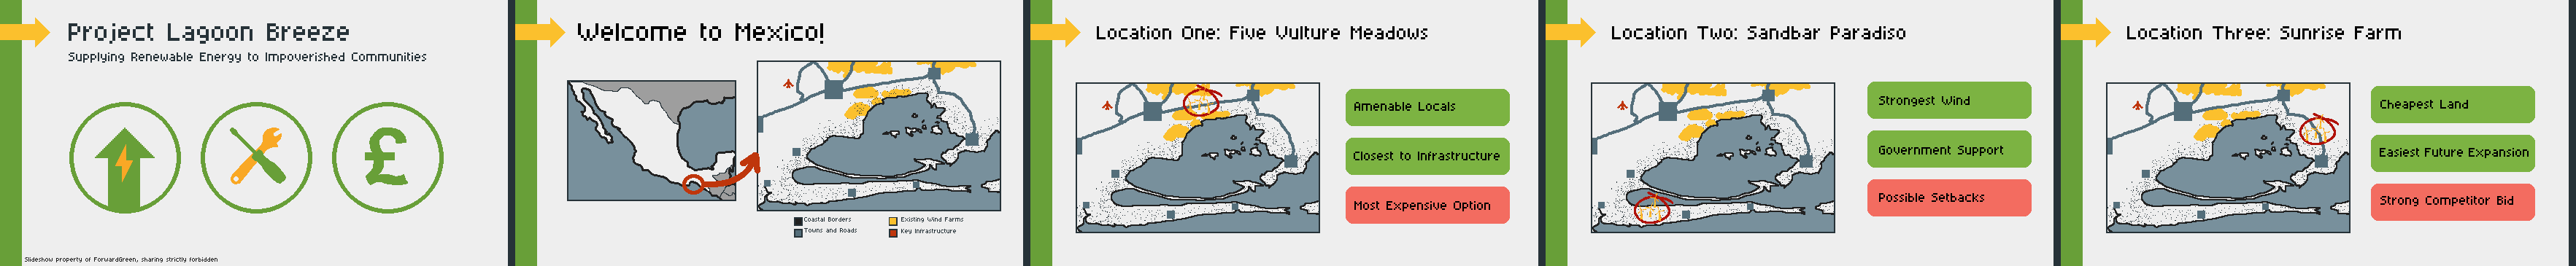 Project Lagoon Breeze
Supplying Renewable Energy to Impoverished Communities
£
Slideshow property of ForwardGreen, sharing strictly forbidden
Welcome to Mexico!
Coastal Borders
Existing Wind Farms
Towns and Roads
Key Infrastructure
Location One: Five Vulture Meadows
Amenable Locals
Closest to Infrastructure
Most Expensive Option
Location Two: Sandbar Paradiso
Strongest Wind
Government Support
Possible Setbacks
Location Three: Sunrise Farm
Cheapest Land
Easiest Future Expansion
Strong Competitor Bid